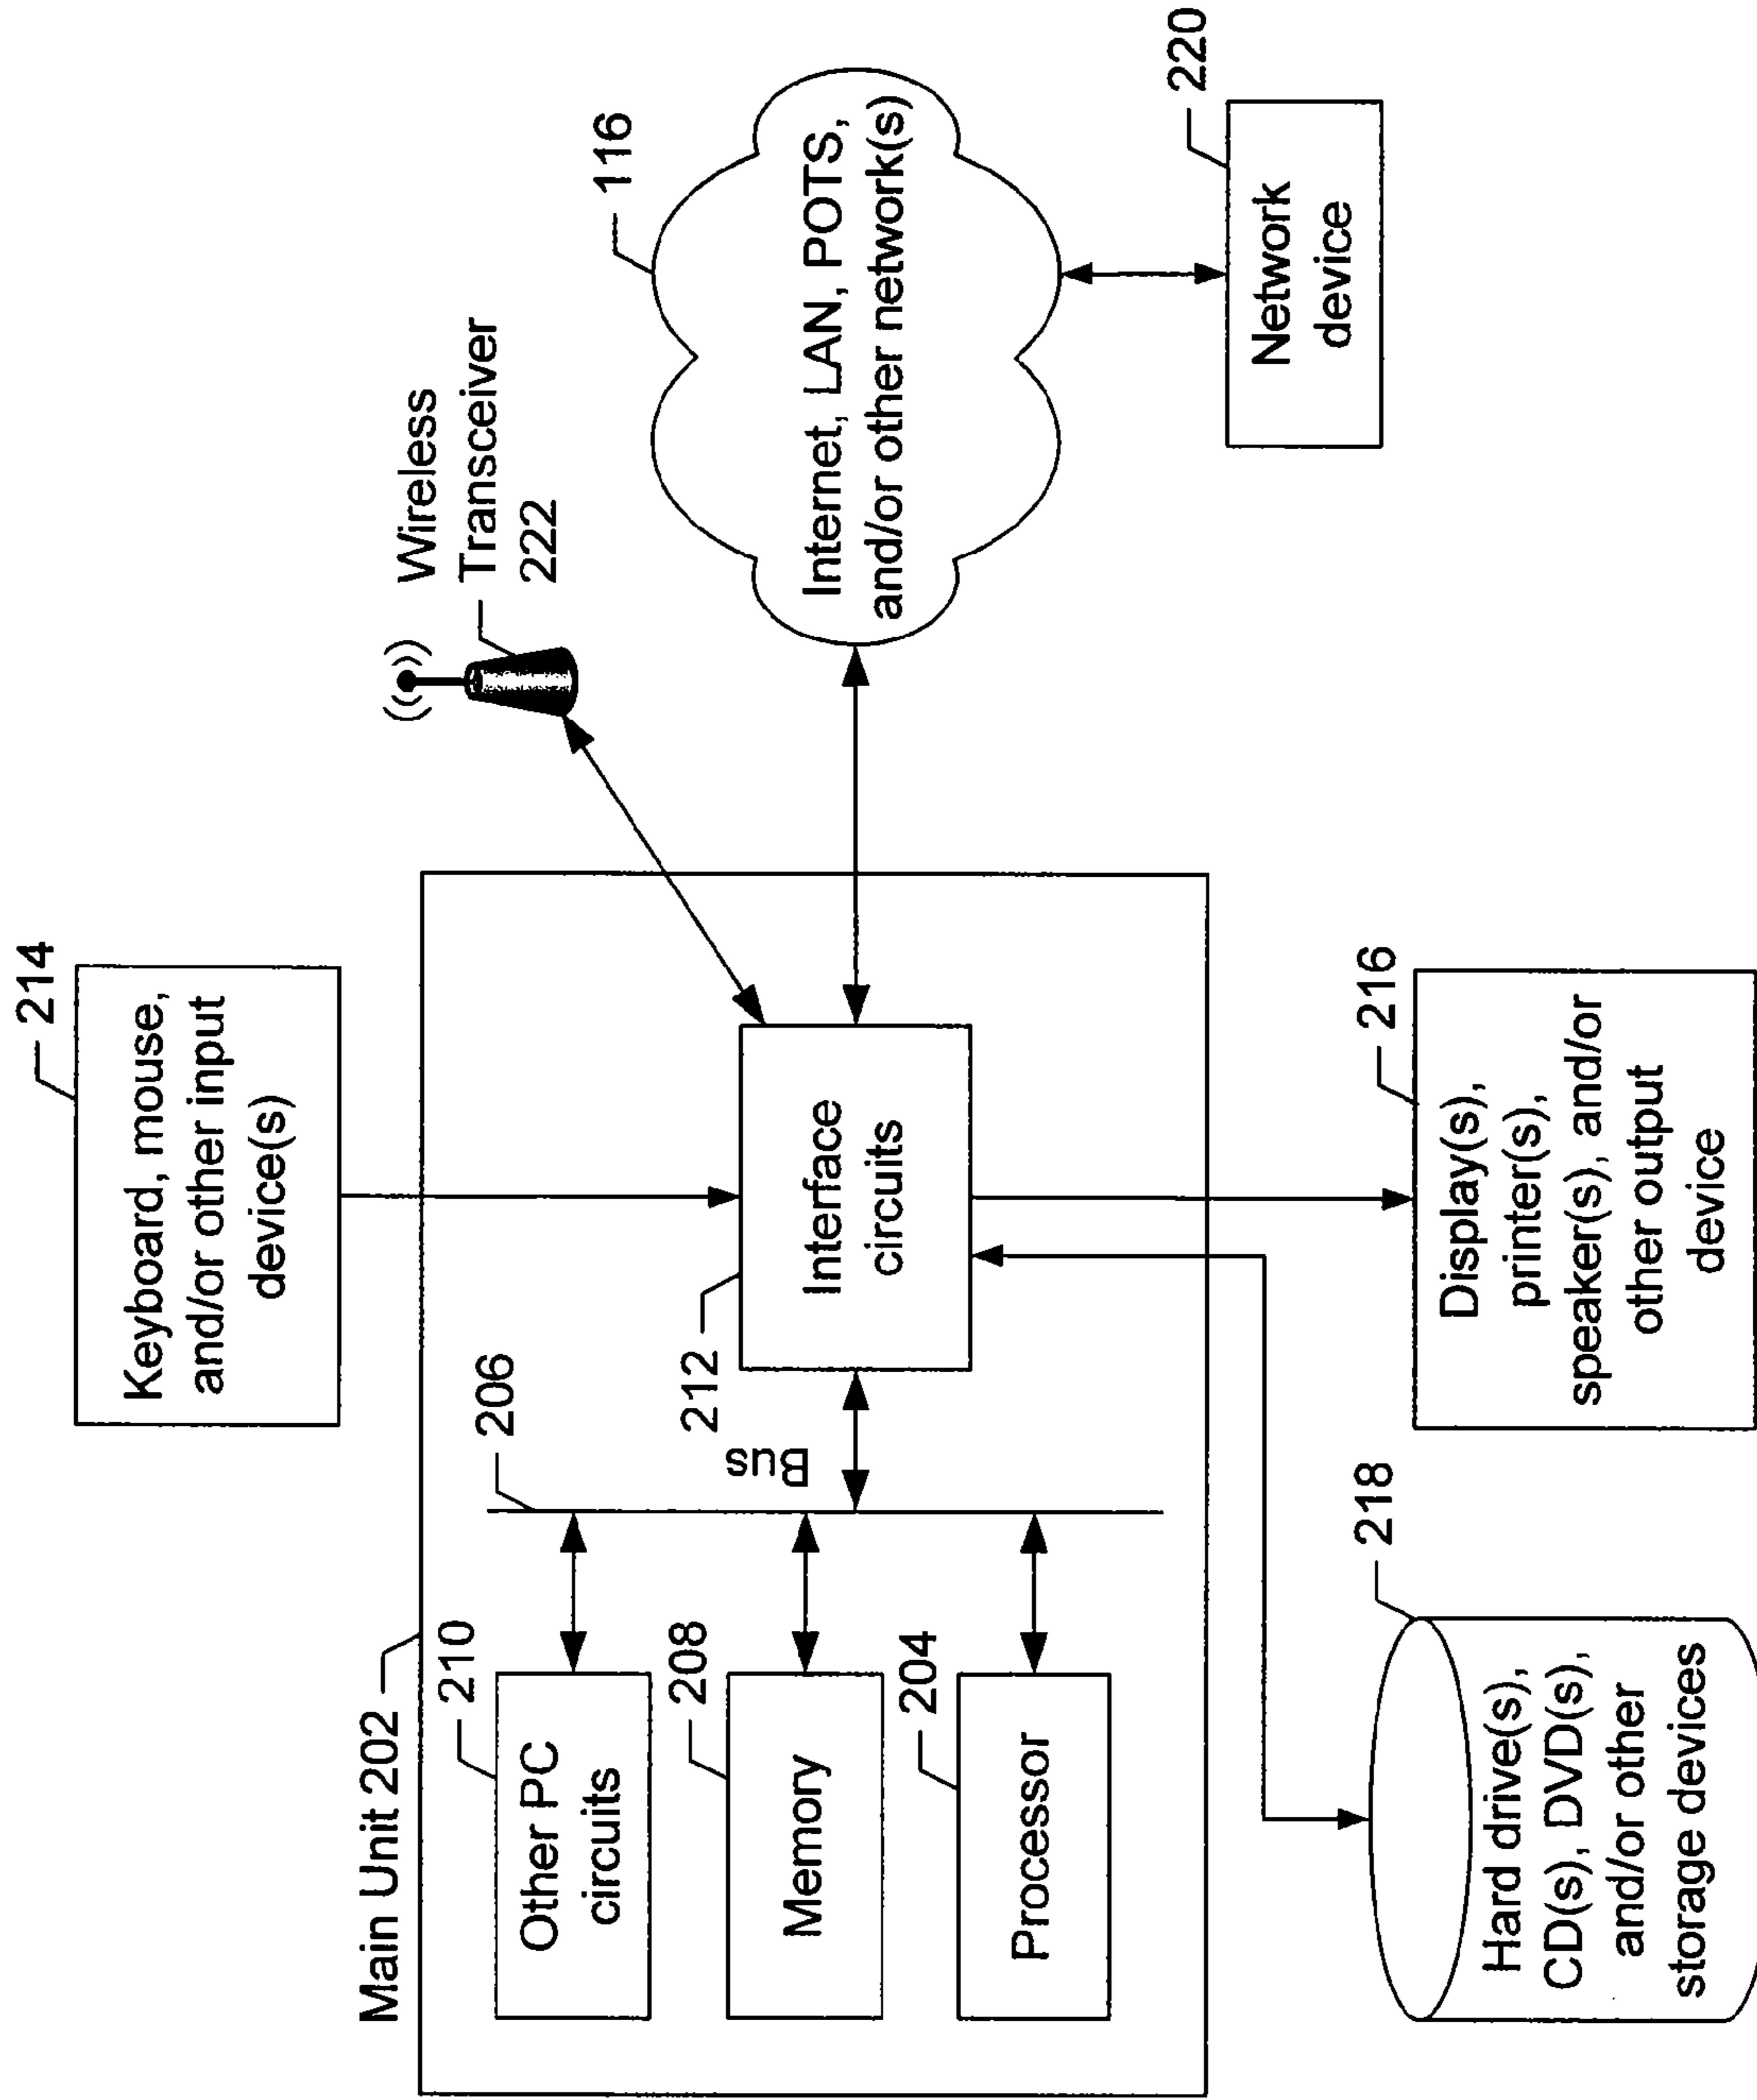 214
Keyboard, mouse,
and/or other input
device(s)
Wireless
Transceiver
222
Main Unit 202
206
210
Other PC
circuits
116
Bus
212
Interface
circuits
Internet, LAN, POTS,
and/or other network(s)
208
Memory
204
Processor
220
Network
device
218
Hard drive(s),
CD(s), DVD(s),
and/or other
storage devices
216
Display(s),
printer(s),
speaker(s), and/or
other output
device